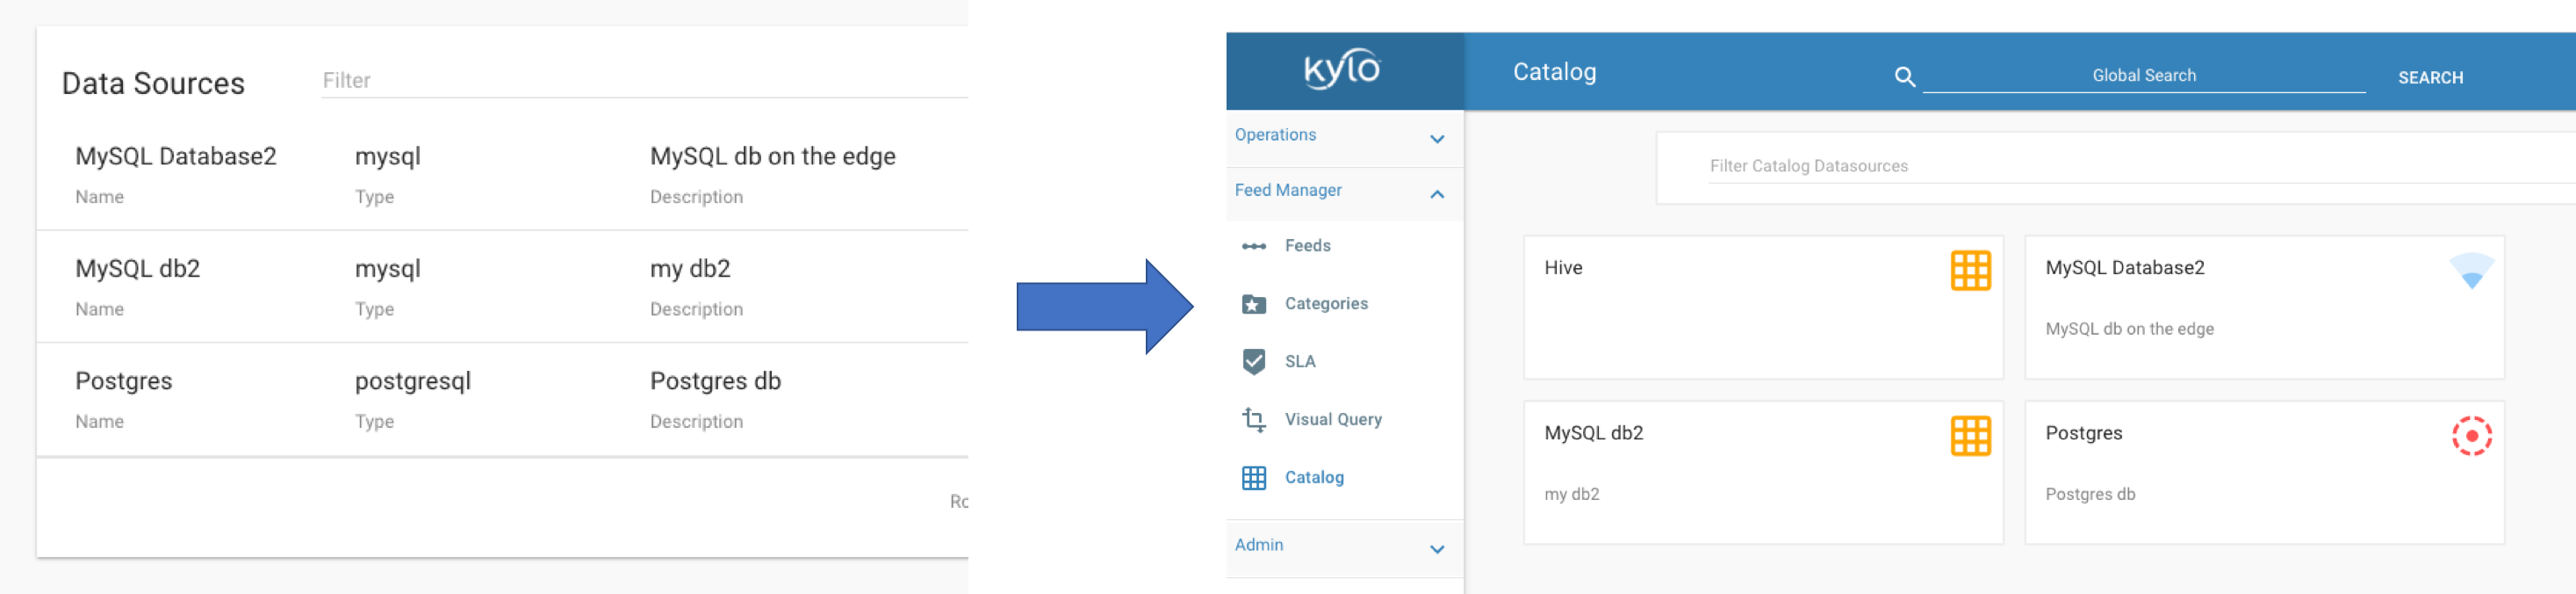 Data Sources
Filter
MySQL Database2 mysql MySQL db on the edge
Name Type Description
MySQL db2 mysql my db2
Name Type Description
Postgres postgresql Postgres db
Name Type Description
kylo
Catalog
Global Search
SEARCH
Operations
Feed Manager
Feeds
Categories
SLA
Visual Query
Catalog
Admin
Filter Catalog Datasources
Hive
MySQL Database2
MySQL db on the edge
MySQL db2
my db2
Postgres
Postgres db